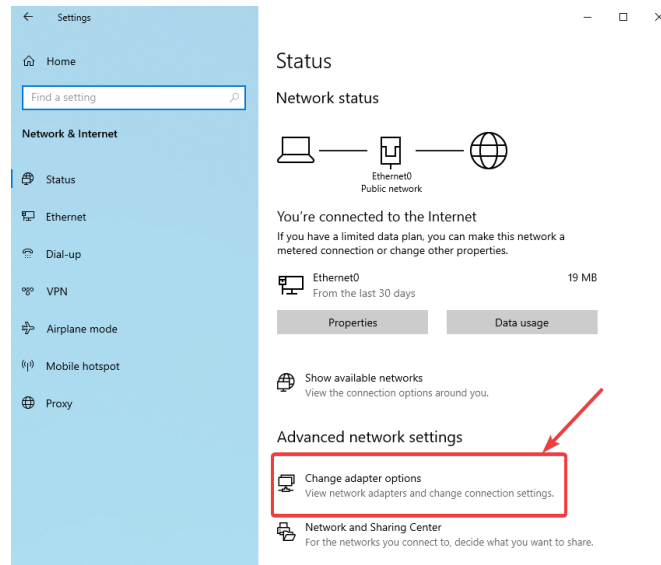 Settings
Home
Find a setting
Network & Internet
Status
Ethernet
Dial-up
VPN
Airplane mode
Mobile hotspot
Proxy
Status
Network status
Ethernet0
Public network
You're connected to the Internet
If you have a limited data plan, you can make this network a
metered connection or change other properties.
Ethernet0 19 MB
From the last 30 days
Properties Data usage
Show available networks
View the connection options around you.
Advanced network settings
Change adapter options
View network adapters and change connection settings.
Network and Sharing Center
For the networks you connect to, decide what you want to share.